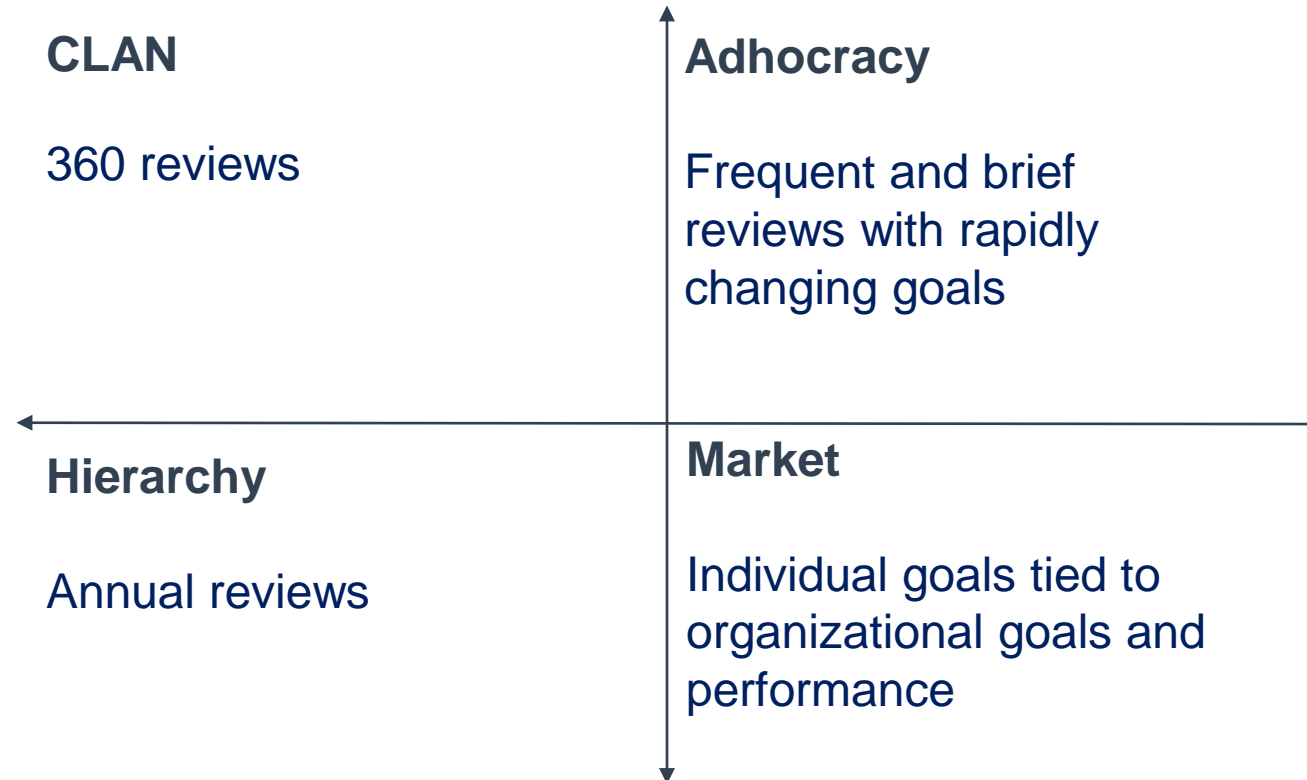 CLAN
360 reviews
Adhocracy
Frequent and brief
reviews with rapidly
changing goals
Hierarchy
Annual reviews
Market
Individual goals tied to
organizational goals and
performance